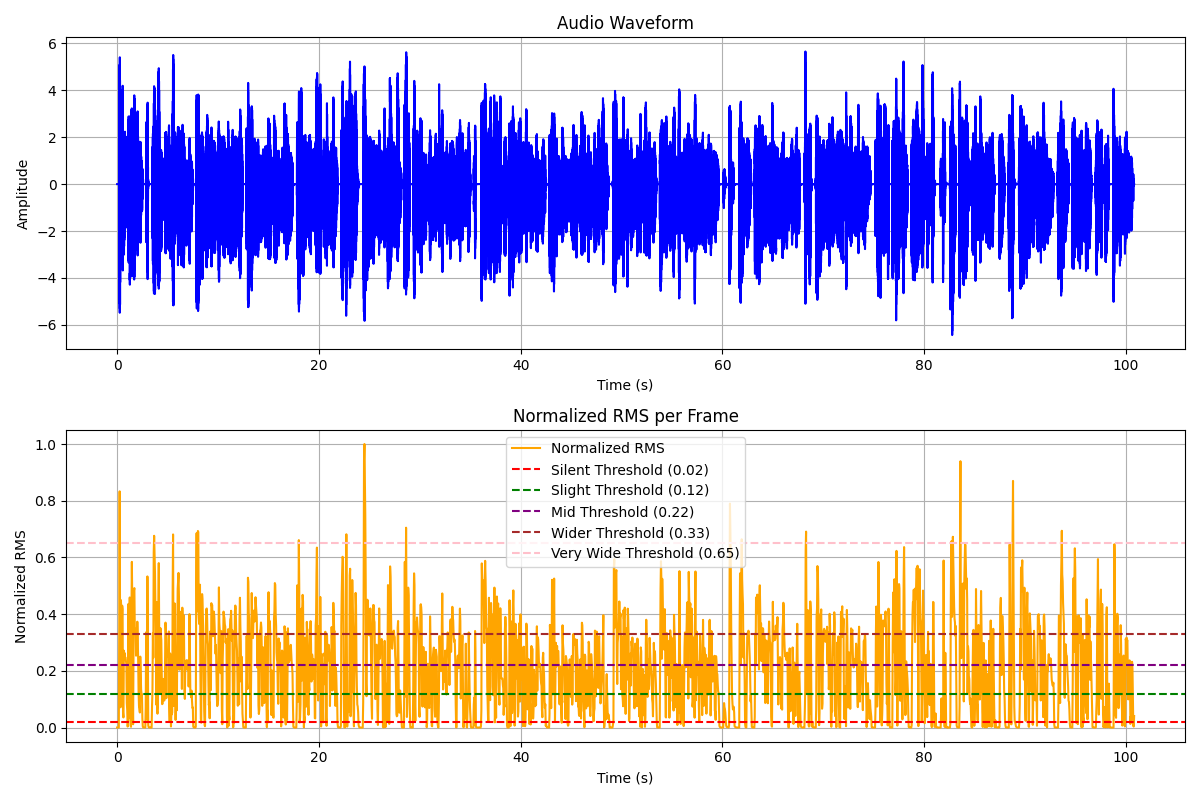 Audio Waveform
6
4
2
0
−2
−4
−6
Amplitude
0 20 40 60 80 100
Time (s)
Normalized RMS per Frame
1.0
0.8
0.6
0.4
0.2
0.0
Normalized RMS
Normalized RMS
Silent Threshold (0.02)
Slight Threshold (0.12)
Mid Threshold (0.22)
Wider Threshold (0.33)
Very Wide Threshold (0.65)
0 20 40 60 80 100
Time (s)